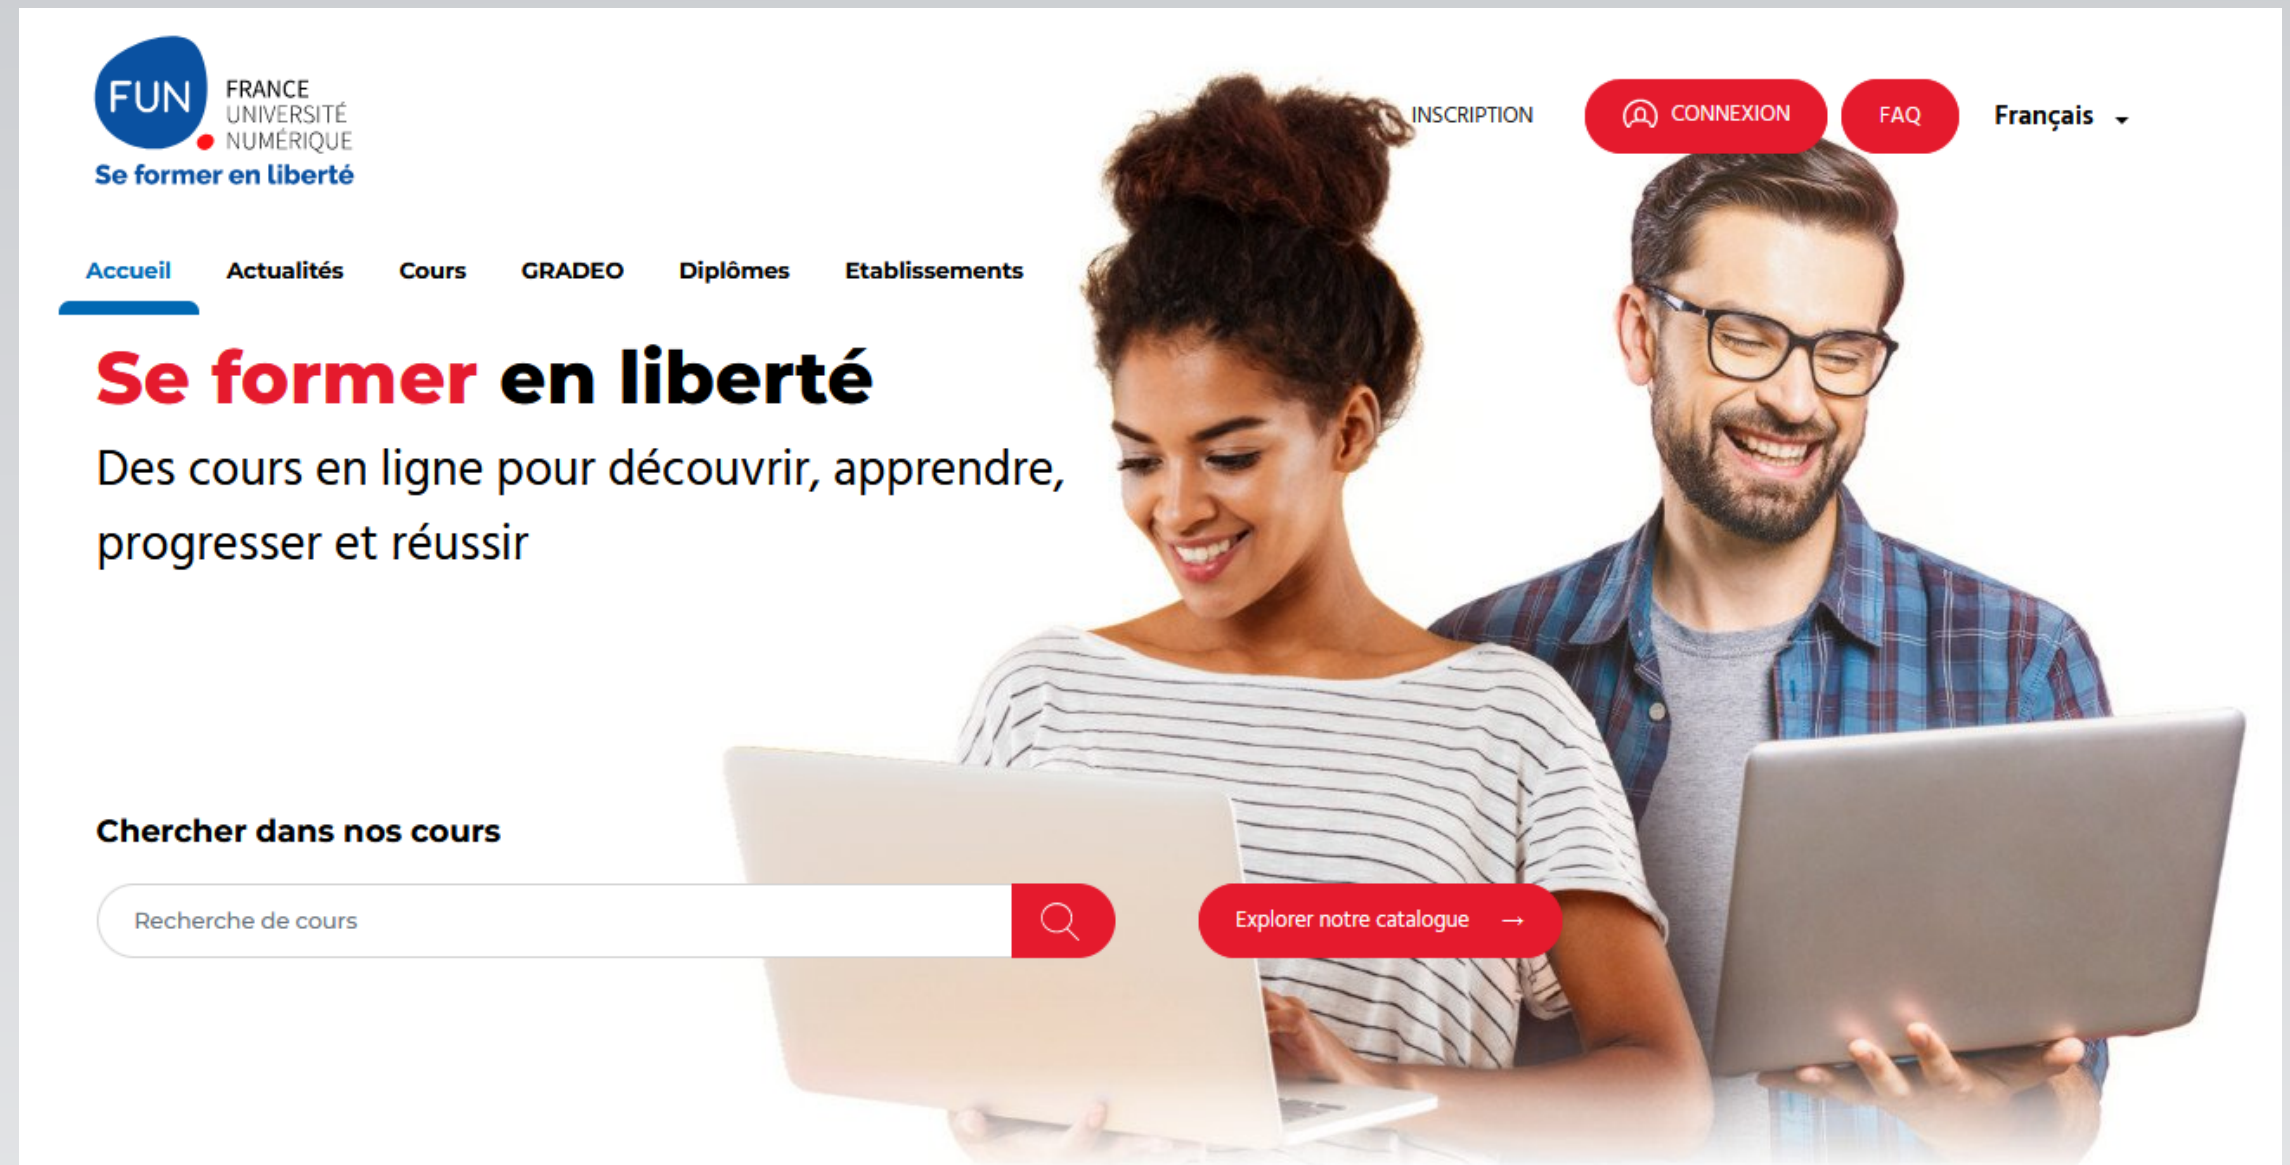 FUN
FRANCE
UNIVERSITÉ
NUMÉRIQUE
Se former en liberté
INSCRIPTION
CONNEXION
FAQ
Français
Accueil
Actualités
Cours
GRADEO
Diplômes
Etablissements
Se former en liberté
Des cours en ligne pour découvrir, apprendre,
progresser et réussir
Chercher dans nos cours
Recherche de cours
Explorer notre catalogue →